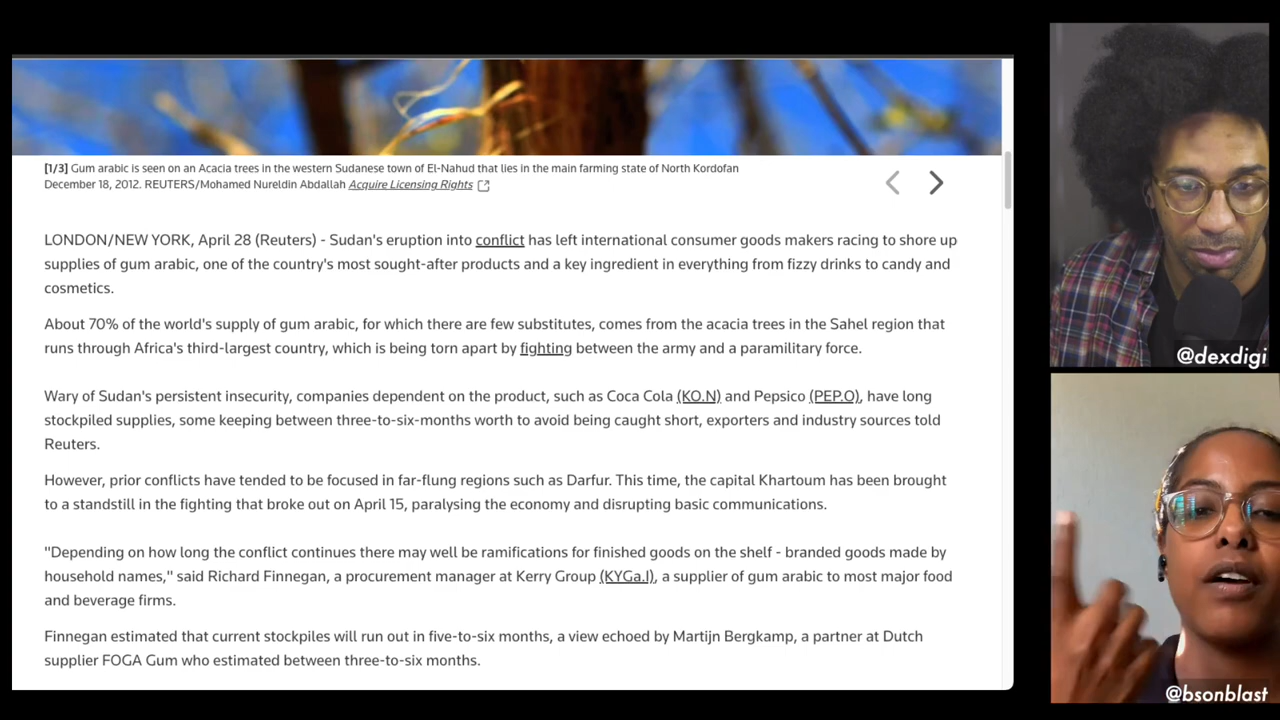 [1/3] Gum arabic is seen on an Acacia trees in the western Sudanese town of El-Nahud that lies in the main farming state of North Kordofan
December 18, 2012. REUTERS/Mohamed Nureldin Abdallah Acquire Licensing Rights
LONDON/NEW YORK, April 28 (Reuters) - Sudan's eruption into conflict has left international consumer goods makers racing to shore up
supplies of gum arabic, one of the country's most sought-after products and a key ingredient in everything from fizzy drinks to candy and
cosmetics.
About 70% of the world's supply of gum arabic, for which there are few substitutes, comes from the acacia trees in the Sahel region that
runs through Africa's third-largest country, which is being torn apart by fighting between the army and a paramilitary force.
Wary of Sudan's persistent insecurity, companies dependent on the product, such as Coca Cola (KO.N) and Pepsico (PEP.O), have long
stockpiled supplies, some keeping between three-to-six-months worth to avoid being caught short, exporters and industry sources told
Reuters.
However, prior conflicts have tended to be focused in far-flung regions such as Darfur. This time, the capital Khartoum has been brought
to a standstill in the fighting that broke out on April 15, paralysing the economy and disrupting basic communications.
"Depending on how long the conflict continues there may well be ramifications for finished goods on the shelf - branded goods made by
household names," said Richard Finnegan, a procurement manager at Kerry Group (KYGa.I), a supplier of gum arabic to most major food
and beverage firms.
Finnegan estimated that current stockpiles will run out in five-to-six months, a view echoed by Martijn Bergkamp, a partner at Dutch
supplier FOGA Gum who estimated between three-to-six months.
@dexdigi
@bsonblast